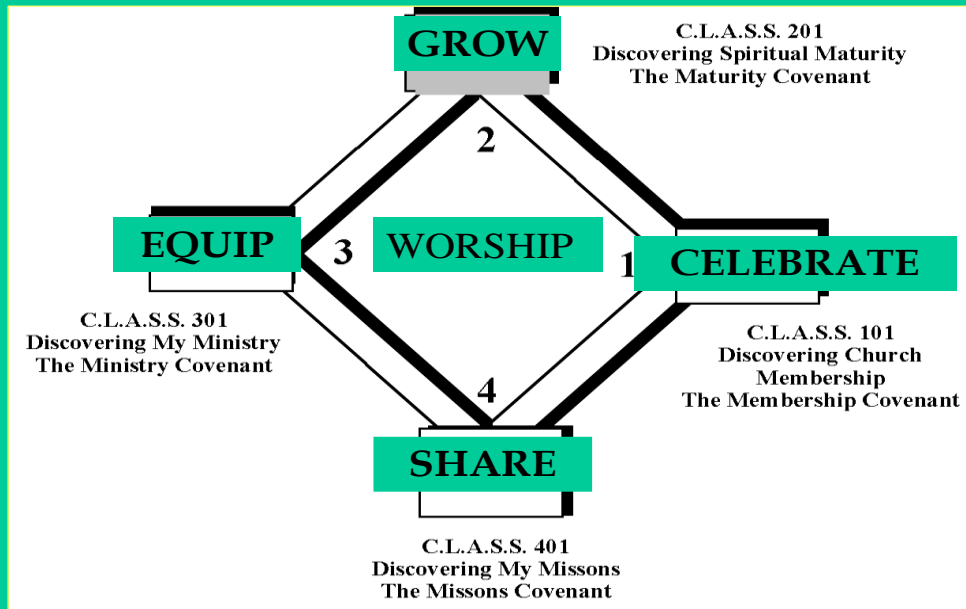 GROW
C.L.A.S.S. 201
Discovering Spiritual Maturity
The Maturity Covenant
2
EQUIP
3
WORSHIP
1
CELEBRATE
C.L.A.S.S. 301
Discovering My Ministry
The Ministry Covenant
C.L.A.S.S. 101
Discovering Church
Membership
The Membership Covenant
4
SHARE
C.L.A.S.S. 401
Discovering My Missons
The Missons Covenant